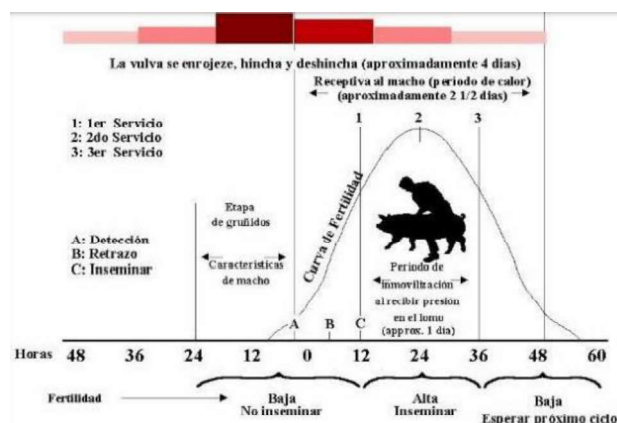 La vulva se enrojeze, hincha y deshincha (aproximadamente 4 dias)
Receptiva al macho (periodo de calor)
(aproximadamente 2 1/2 dias)
1 2 3
1: 1er Servicio
2: 2do Servicio
3: 3er Servicio
Etapa
de gruñidos
Curva de Fertilidad
A: Detección
B: Retrazo
C: Inseminar
Características
de macho
Periodo de
inmovilización
al recibir presión
en el lomo
(approx. 1 día)
A B C
Horas 48 36 24 12 0 12 24 36 48 60
Fertilidad
Baja
No inseminar
Alta
Inseminar
Baja
Esperar próximo ciclo